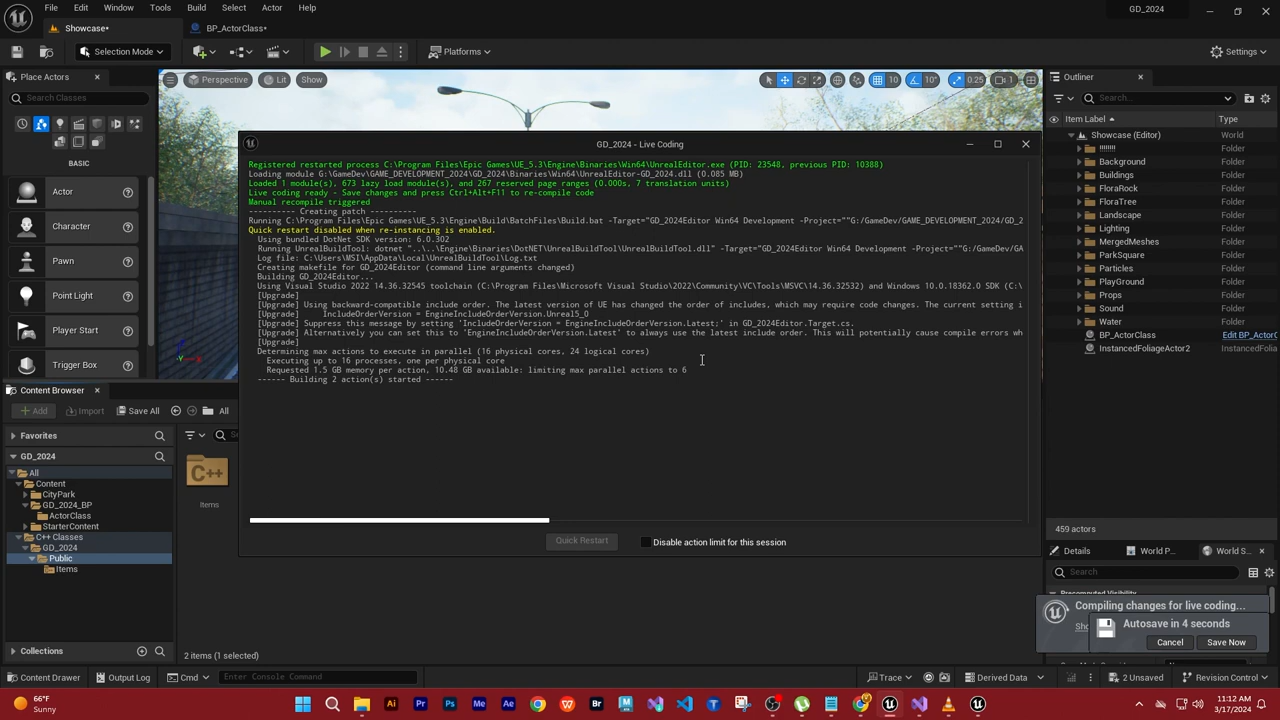 File Edit Window Tools Build Select Actor Help
GD_2024
Showcase•
BP_ActorClass•
Selection Mode
Platforms
Settings
Place Actors
Search Classes
BASIC
Actor
Character
Pawn
Point Light
Player Start
Trigger Box
Perspective Lit Show
10 10° 0.25 1
GD_2024 - Live Coding
Registered restarted process C:\Program Files\Epic Games\UE_5.3\Engine\Binaries\Win64\UnrealEditor.exe (PID: 23548, previous PID: 10388)
Loading module G:\GameDev\GAME_DEVELOPMENT_2024\GD_2024\Binaries\Win64\UnrealEditor-GD_2024.dll (0.085 MB)
Loaded 1 module(s), 673 lazy load module(s), and 267 reserved page ranges (0.000s, 7 translation units)
Live coding ready - Save changes and press Ctrl+Alt+F11 to re-compile code
Manual recompile triggered
---------- Creating patch ----------
Running C:\Program Files\Epic Games\UE_5.3\Engine\Build\BatchFiles\Build.bat -Target="GD_2024Editor Win64 Development -Project=""G:/GameDev/GAME_DEVELOPMENT_2024/GD_2
Quick restart disabled when re-instancing is enabled.
Using bundled DotNet SDK version: 6.0.302
Running UnrealBuildTool: dotnet "..\..\Engine\Binaries\DotNET\UnrealBuildTool\UnrealBuildTool.dll" -Target="GD_2024Editor Win64 Development -Project=""G:/GameDev/GA
Log file: C:\Users\MSI\AppData\Local\UnrealBuildTool\Log.txt
Creating makefile for GD_2024Editor (command line arguments changed)
Building GD_2024Editor...
Using Visual Studio 2022 14.36.32545 toolchain (C:\Program Files\Microsoft Visual Studio\2022\Community\VC\Tools\MSVC\14.36.32532) and Windows 10.0.18362.0 SDK (C:\
[Upgrade]
[Upgrade] Using backward-compatible include order. The latest version of UE has changed the order of includes, which may require code changes. The current setting i
[Upgrade] IncludeOrderVersion = EngineIncludeOrderVersion.Unreal5_0
[Upgrade] Suppress this message by setting 'IncludeOrderVersion = EngineIncludeOrderVersion.Latest;' in GD_2024Editor.Target.cs.
[Upgrade] Alternatively you can set this to 'EngineIncludeOrderVersion.Latest' to always use the latest include order. This will potentially cause compile errors wh
[Upgrade]
Determining max actions to execute in parallel (16 physical cores, 24 logical cores)
Executing up to 16 processes, one per physical core
Requested 1.5 GB memory per action, 10.48 GB available: limiting max parallel actions to 6
------ Building 2 action(s) started ------
Quick Restart
Disable action limit for this session
Outliner
Search...
Item Label Type
Showcase (Editor) World
!!!!!!! Folder
Background Folder
Buildings Folder
FloraRock Folder
FloraTree Folder
Landscape Folder
Lighting Folder
MergedMeshes Folder
ParkSquare Folder
Particles Folder
PlayGround Folder
Props Folder
Sound Folder
Water Folder
BP_ActorClass Edit BP_ActorC
InstancedFoliageActor2 InstancedFolia
459 actors
Details World P... World S...
Search
Precomputed Visibility
Compiling changes for live coding...
Sho
Autosave in 4 seconds
Cancel Save Now
Content Browser
Add Import Save All All
Favorites
GD_2024
All
Content
CityPark
GD_2024_BP
ActorClass
StarterContent
C++ Classes
GD_2024
Public
Items
Collections
Se
C++
Items
2 items (1 selected)
Content Drawer Output Log Cmd Enter Console Command
Trace Derived Data 2 Unsaved Revision Control
66°F
Sunny
Ai Pr Ps Me Ae Br
11:12 AM
3/17/2024